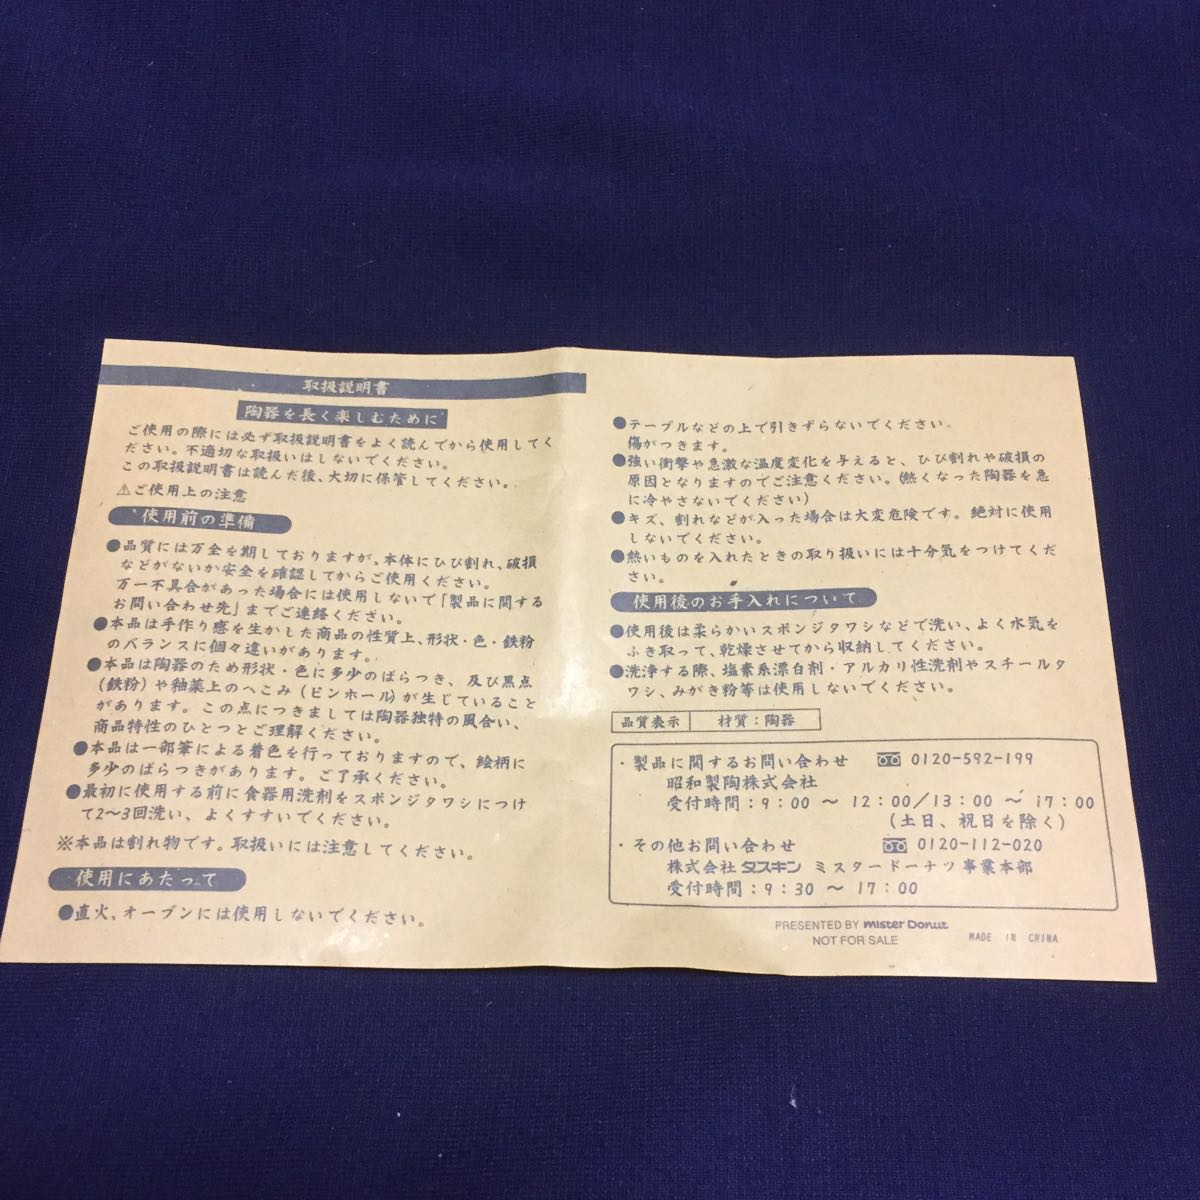 取扱説明書
陶器を長く楽しむために
ご使用の際には必ず取扱説明書をよく読んでから使用してく
ださい。不適切な取扱いはしないでください。
この取扱説明書は読んだ後、大切に保管してください。
⚠ご使用上の注意
使用前の準備
●品質には万全を期しておりますが、本体にひび割れ、破損
などがないか安全を確認してからご使用ください。
万一不具合があった場合には使用しないで「製品に関する
お問い合わせ先」までご連絡ください。
●本品は手作り感を生かした商品の性質上、形状・色・鉄粉
のバランスに個々違いがあります。
●本品は陶器のため形状・色に多少のばらつき、及び黒点
(鉄粉)や釉薬上のへこみ(ピンホール)が生じていること
があります。この点につきましては陶器独特の風合い、
商品特性のひとつとご理解ください。
●本品は一部筆による着色を行っておりますので、絵柄に
多少のばらつきがあります。ご了承ください。
●最初に使用する前に食器用洗剤をスポンジタワシにつけ
て2〜3回洗い、よくすすいでください。
※本品は割れ物です。取扱いには注意してください。
使用にあたって
●直火、オーブンには使用しないでください。
●テーブルなどの上で引きずらないでください。
傷がつきます。
●強い衝撃や急激な温度変化を与えると、ひび割れや破損の
原因となりますのでご注意ください。(熱くなった陶器を急
に冷やさないでください)
●キズ、割れなどが入った場合は大変危険です。絶対に使用
しないでください。
●熱いものを入れたときの取り扱いには十分気をつけてくだ
さい。
使用後のお手入れについて
●使用後は柔らかいスポンジタワシなどで洗い、よく水気を
ふき取って、乾燥させてから収納してください。
●洗浄する際、塩素系漂白剤・アルカリ性洗剤やスチールタ
ワシ、みがき粉等は使用しないでください。
品質表示 材質:陶器
・製品に関するお問い合わせ 0120-592-199
昭和製陶株式会社
受付時間:9:00 〜 12:00/13:00 〜 17:00
(土日、祝日を除く)
・その他お問い合わせ 0120-112-020
株式会社ダスキン ミスタードーナツ事業本部
受付時間:9:30 〜 17:00
PRESENTED BY mister Donut
NOT FOR SALE MADE IN CHINA